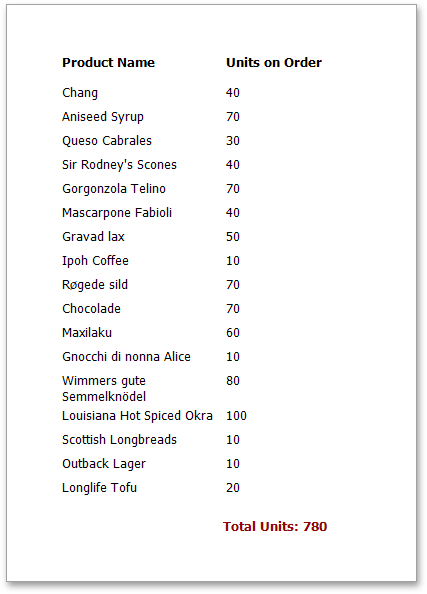 Product Name Units on Order
Chang 40
Aniseed Syrup 70
Queso Cabrales 30
Sir Rodney's Scones 40
Gorgonzola Telino 70
Mascarpone Fabioli 40
Gravad lax 50
Ipoh Coffee 10
Røgede sild 70
Chocolade 70
Maxilaku 60
Gnocchi di nonna Alice 10
Wimmers gute 80
Semmelknödel
Louisiana Hot Spiced Okra 100
Scottish Longbreads 10
Outback Lager 10
Longlife Tofu 20
Total Units: 780